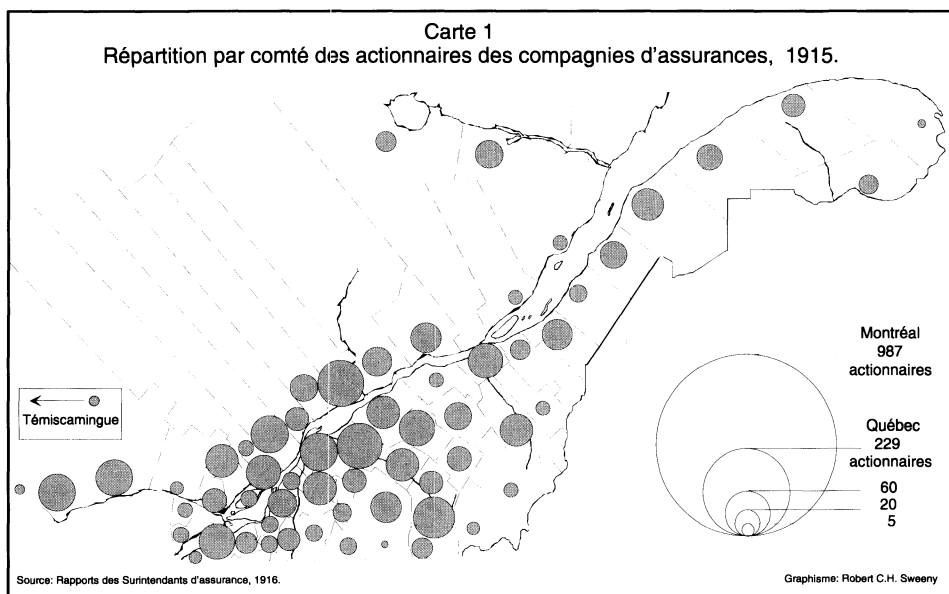 Carte 1
Répartition par comté des actionnaires des compagnies d'assurances, 1915.
Montréal
987
actionnaires
Témiscamingue
Québec
229
actionnaires
60
20
5
Source: Rapports des Surintendants d'assurance, 1916.
Graphisme: Robert C.H. Sweeny